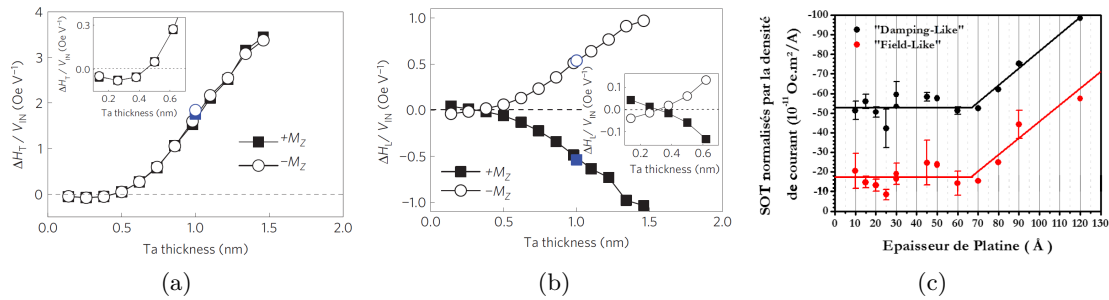 4
3
2
1
0
ΔH_T / V_IN (Oe V⁻¹)
0.2
0.0
ΔH_T / V_IN (Oe V⁻¹)
0.2 0.4 0.6
Ta thickness (nm)
+M_Z
−M_Z
0.0 0.5 1.0 1.5 2.0
Ta thickness (nm)
(a)
1.0
0.5
0.0
−0.5
−1.0
ΔH_L/ V_IN (Oe V⁻¹)
0.1
0.0
−0.1
ΔH_L/ V_IN (Oe V⁻¹)
0.2 0.4 0.6
Ta thickness (nm)
+M_Z
−M_Z
0.0 0.5 1.0 1.5 2.0
Ta thickness (nm)
(b)
-100
-90
-80
-70
-60
-50
-40
-30
-20
-10
0
SOT normalisés par la densité
de courant (10⁻¹¹ Oe.m²/A)
"Damping-Like"
"Field-Like"
0 10 20 30 40 50 60 70 80 90 100 110 120 130
Epaisseur de Platine ( Å )
(c)